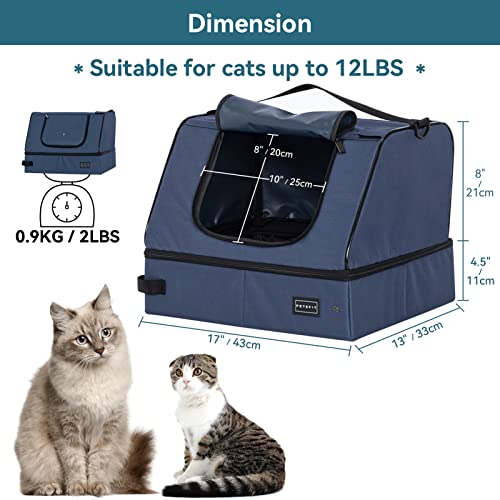 Dimension
* Suitable for cats up to 12LBS *
8" / 20cm
10" / 25cm
8"
21cm
0.9KG / 2LBS
4.5"
11cm
PETSFIT
17" / 43cm
13" / 33cm